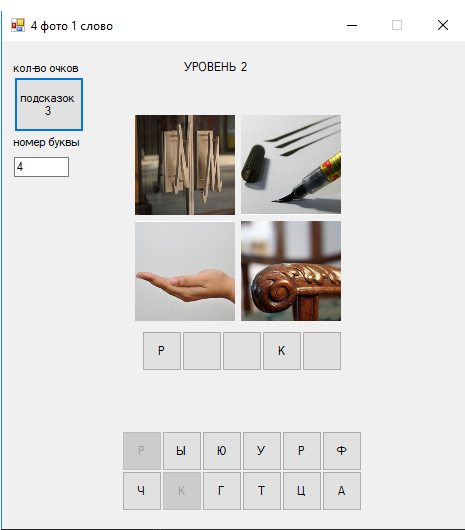 4 фото 1 слово
кол-во очков
УРОВЕНЬ 2
подсказок
3
номер буквы
4
Р К
Р Ы Ю У Р Ф
Ч К Г Т Ц А